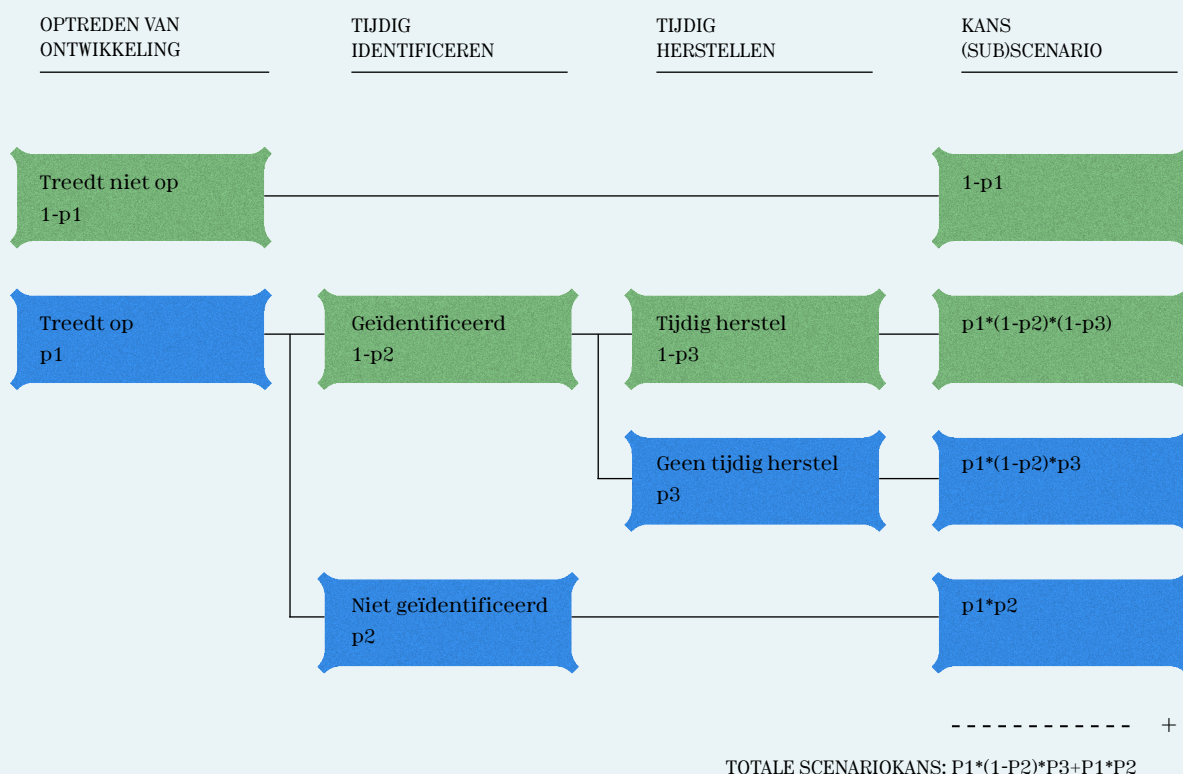 OPTREDEN VAN
ONTWIKKELING
TIJDIG
IDENTIFICEREN
TIJDIG
HERSTELLEN
KANS
(SUB)SCENARIO
Treedt niet op
1-p1
1-p1
Treedt op
p1
Geïdentificeerd
1-p2
Tijdig herstel
1-p3
p1*(1-p2)*(1-p3)
Geen tijdig herstel
p3
p1*(1-p2)*p3
Niet geïdentificeerd
p2
p1*p2
+
TOTALE SCENARIOKANS: P1*(1-P2)*P3+P1*P2